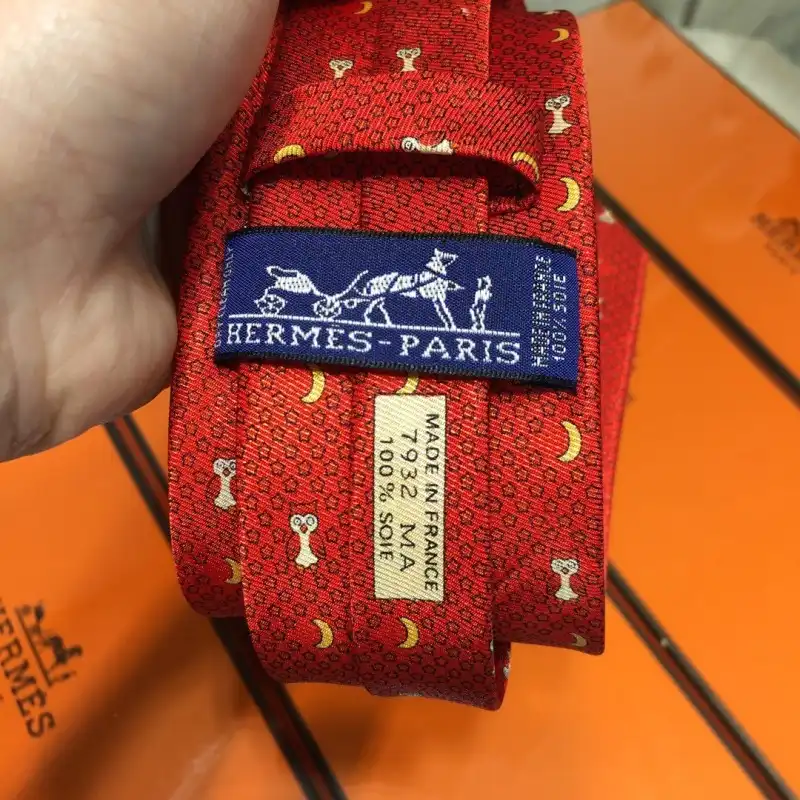 HERMES-PARIS
MADE IN FRANCE
100% SOIE
MADE IN FRANCE
7932 MA
100% SOIE
HERMES